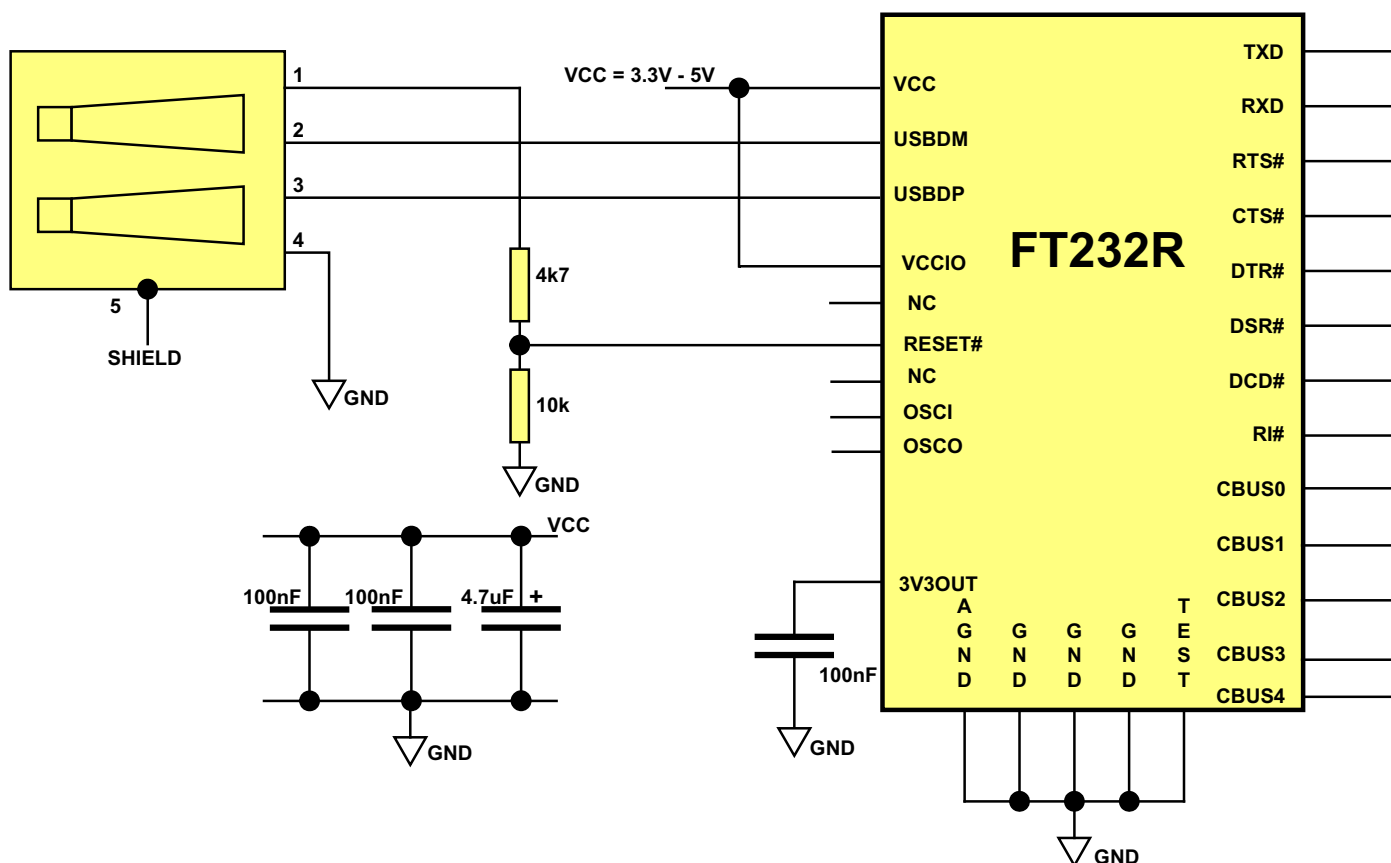 1
2
3
4
5
SHIELD
GND
4k7
10k
GND
VCC = 3.3V - 5V
VCC
100nF
100nF
4.7uF +
GND
100nF
GND
FT232R
VCC
USBDM
USBDP
VCCIO
NC
RESET#
NC
OSCI
OSCO
3V3OUT
AGND
GND
GND
GND
TEST
GND
TXD
RXD
RTS#
CTS#
DTR#
DSR#
DCD#
RI#
CBUS0
CBUS1
CBUS2
CBUS3
CBUS4